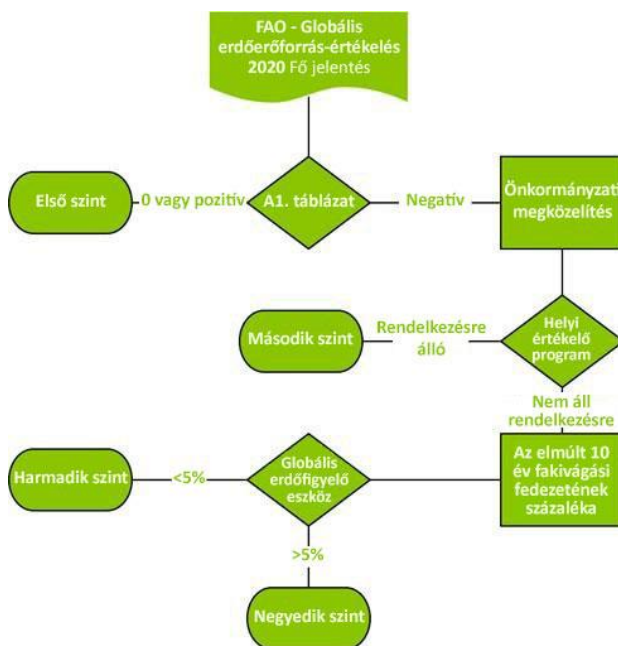 FAO - Globális
erdőerőforrás-értékelés
2020 Fő jelentés
Első szint
0 vagy pozitív
A1. táblázat
Negatív
Önkormányzati
megközelítés
Második szint
Rendelkezésre
álló
Helyi
értékelő
program
Nem áll
rendelkezésre
Harmadik szint
<5%
Globális
erdőfigyelő
eszköz
Az elmúlt 10
év fakivágási
fedezetének
százaléka
>5%
Negyedik szint